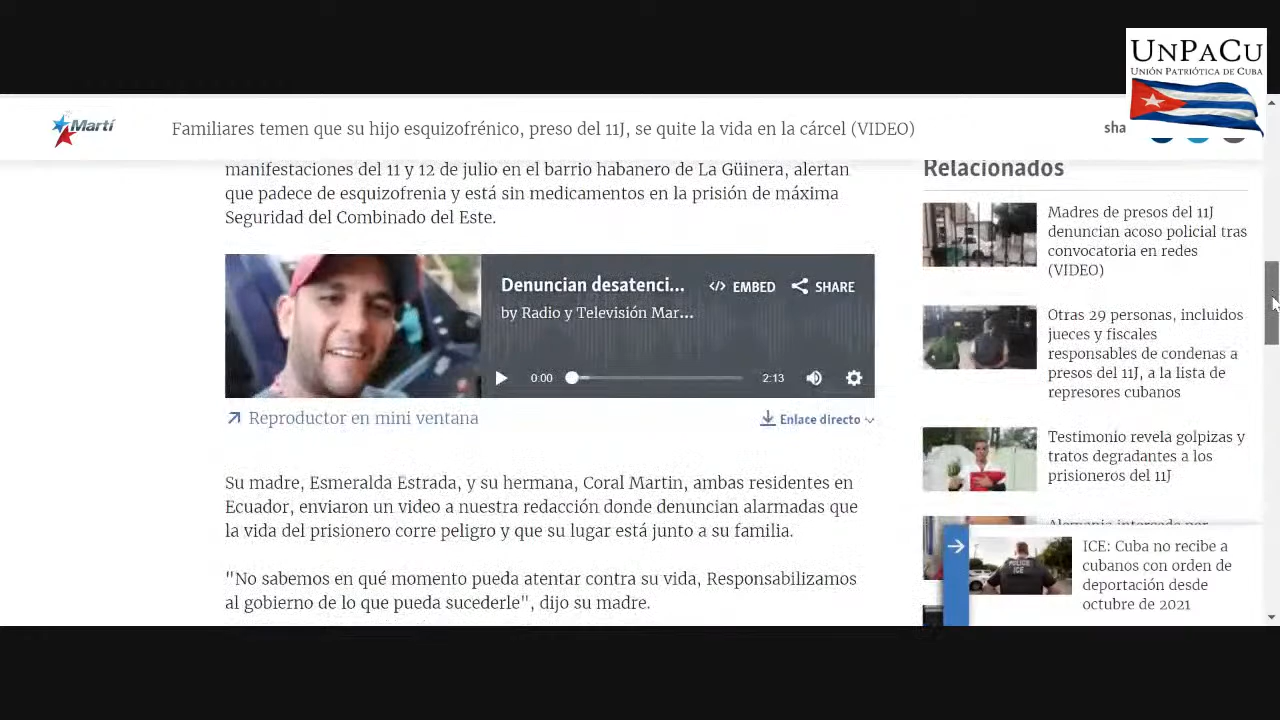 UNPACU
UNIÓN PATRIÓTICA DE CUBA
Martí
Familiares temen que su hijo esquizofrénico, preso del 11J, se quite la vida en la cárcel (VIDEO)
sha
manifestaciones del 11 y 12 de julio en el barrio habanero de La Güinera, alertan
que padece de esquizofrenia y está sin medicamentos en la prisión de máxima
Seguridad del Combinado del Este.
Denuncian desatenci...
EMBED
SHARE
by Radio y Televisión Mar...
0:00
2:13
Reproductor en mini ventana
Enlace directo
Su madre, Esmeralda Estrada, y su hermana, Coral Martin, ambas residentes en
Ecuador, enviaron un video a nuestra redacción donde denuncian alarmadas que
la vida del prisionero corre peligro y que su lugar está junto a su familia.
"No sabemos en qué momento pueda atentar contra su vida, Responsabilizamos
al gobierno de lo que pueda sucederle", dijo su madre.
Relacionados
Madres de presos del 11J
denuncian acoso policial tras
convocatoria en redes
(VIDEO)
Otras 29 personas, incluidos
jueces y fiscales
responsables de condenas a
presos del 11J, a la lista de
represores cubanos
Testimonio revela golpizas y
tratos degradantes a los
prisioneros del 11J
Alemania intercede por
POLICE
ICE
ICE: Cuba no recibe a
cubanos con orden de
deportación desde
octubre de 2021